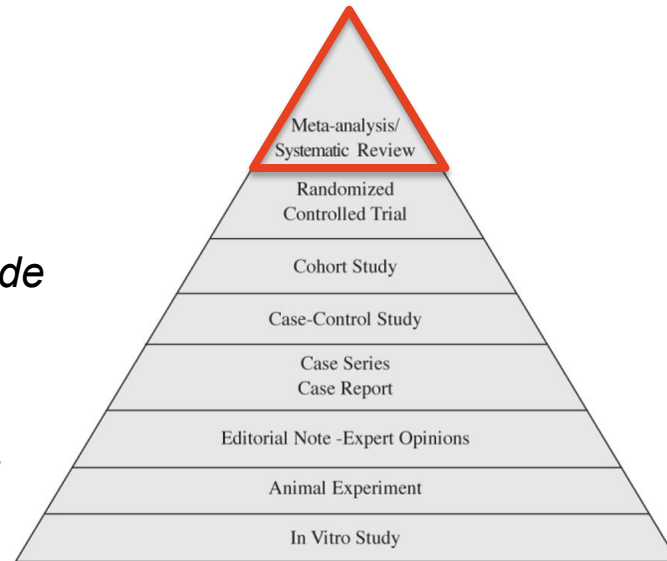 Meta-analysis/
Systematic Review
Randomized
Controlled Trial
de
Cohort Study
Case-Control Study
Case Series
Case Report
Editorial Note -Expert Opinions
Animal Experiment
In Vitro Study